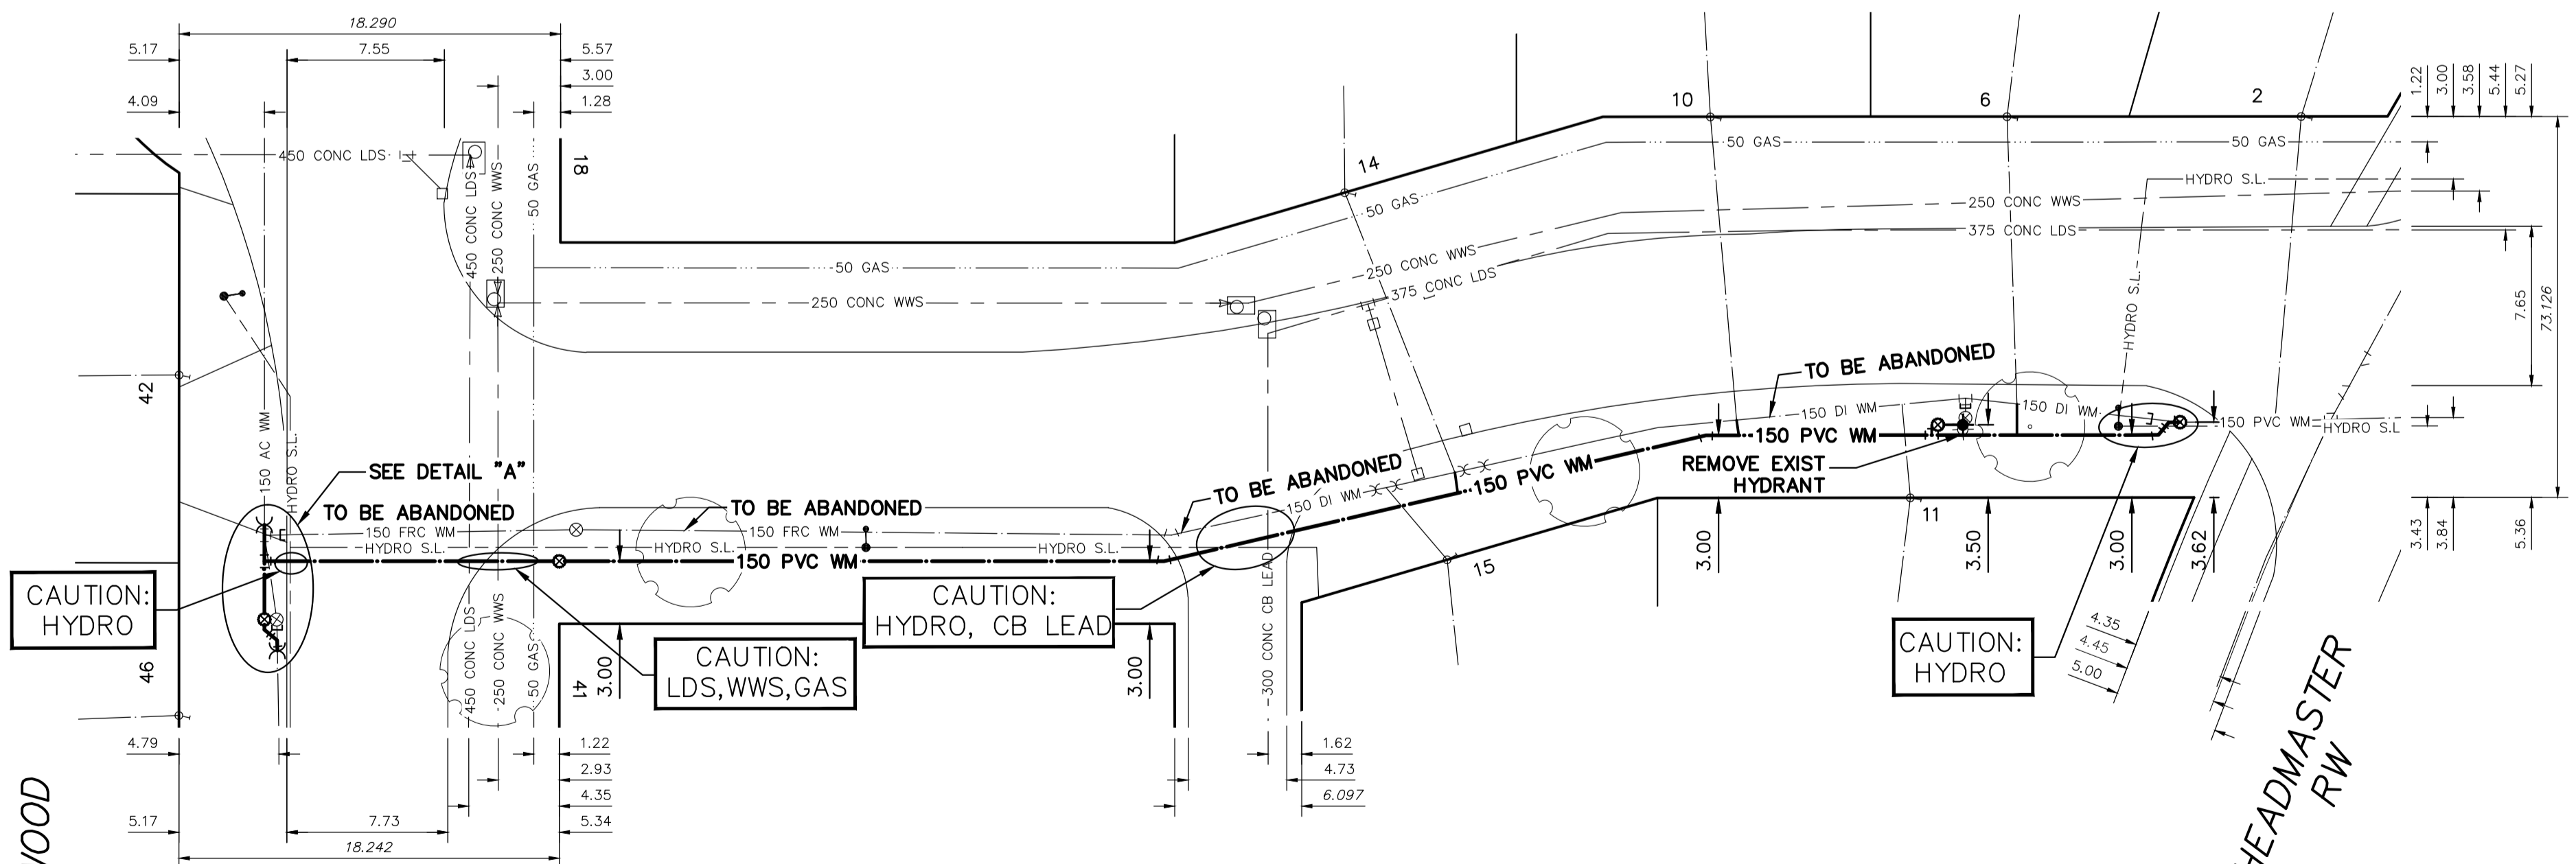 18.290
5.17
7.55
5.57
3.00
4.09
1.28
1.22
3.00
3.58
5.44
5.27
10
6
2
450 CONC LDS
18
14
50 GAS
50 GAS
HYDRO S.L.
450 CONC LDS
250 CONC WWS
50 GAS
50 GAS
250 CONC WWS
375 CONC LDS
50 GAS
250 CONC WWS
250 CONC WWS
375 CONC LDS
HYDRO S.L.
7.65
73.126
42
150 AC WM
HYDRO S.L.
TO BE ABANDONED
150 DI WM
150 DI WM
150 PVC WM
150 PVC WM
HYDRO S.L
SEE DETAIL "A"
TO BE ABANDONED
TO BE ABANDONED
TO BE ABANDONED
150 DI WM
150 PVC WM
REMOVE EXIST
HYDRANT
150 FRC WM
150 FRC WM
HYDRO S.L.
HYDRO S.L.
HYDRO S.L.
150 PVC WM
11
15
3.00
3.50
3.00
3.62
3.43
3.84
5.36
CAUTION:
HYDRO
CAUTION:
HYDRO, CB LEAD
CAUTION:
LDS,WWS,GAS
CAUTION:
HYDRO
46
450 CONC LDS
250 CONC WWS
50 GAS
41
3.00
3.00
300 CONC CB LEAD
4.35
4.45
5.00
4.79
1.22
2.93
4.35
5.17
7.73
5.34
18.242
1.62
4.73
6.097
HEADMASTER
RW